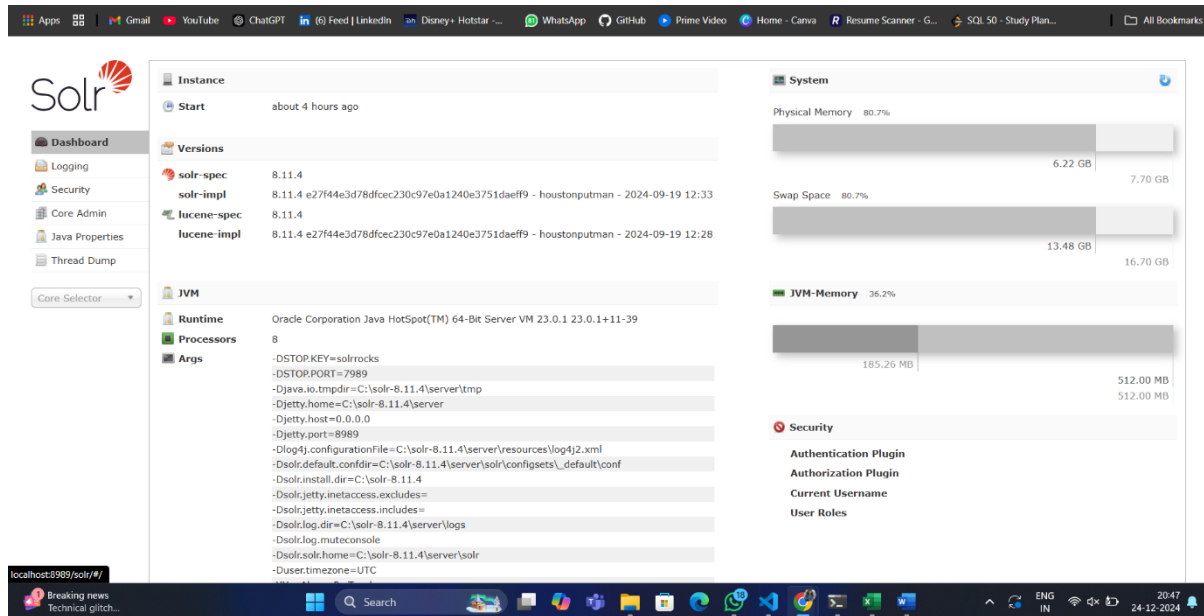 Apps
Gmail
YouTube
ChatGPT
(6) Feed | LinkedIn
Disney+ Hotstar -...
WhatsApp
GitHub
Prime Video
Home - Canva
Resume Scanner - G...
SQL 50 - Study Plan...
All Bookmarks
Solr
Dashboard
Logging
Security
Core Admin
Java Properties
Thread Dump
Core Selector
Instance
Start about 4 hours ago
Versions
solr-spec 8.11.4
solr-impl 8.11.4 e27f44e3d78dfcec230c97e0a1240e3751daeff9 - houstonputman - 2024-09-19 12:33
lucene-spec 8.11.4
lucene-impl 8.11.4 e27f44e3d78dfcec230c97e0a1240e3751daeff9 - houstonputman - 2024-09-19 12:28
JVM
Runtime Oracle Corporation Java HotSpot(TM) 64-Bit Server VM 23.0.1 23.0.1+11-39
Processors 8
Args -DSTOP.KEY=solrrocks
-DSTOP.PORT=7989
-Djava.io.tmpdir=C:\solr-8.11.4\server\tmp
-Djetty.home=C:\solr-8.11.4\server
-Djetty.host=0.0.0.0
-Djetty.port=8989
-Dlog4j.configurationFile=C:\solr-8.11.4\server\resources\log4j2.xml
-Dsolr.default.confdir=C:\solr-8.11.4\server\solr\configsets\_default\conf
-Dsolr.install.dir=C:\solr-8.11.4
-Dsolr.jetty.inetaccess.excludes=
-Dsolr.jetty.inetaccess.includes=
-Dsolr.log.dir=C:\solr-8.11.4\server\logs
-Dsolr.log.muteconsole
-Dsolr.solr.home=C:\solr-8.11.4\server\solr
-Duser.timezone=UTC
System
Physical Memory 80.7%
6.22 GB
7.70 GB
Swap Space 80.7%
13.48 GB
16.70 GB
JVM-Memory 36.2%
185.26 MB
512.00 MB
512.00 MB
Security
Authentication Plugin
Authorization Plugin
Current Username
User Roles
localhost:8989/solr/#/
1
Breaking news
Technical glitch...
Search
18
ENG
IN
20:47
24-12-2024